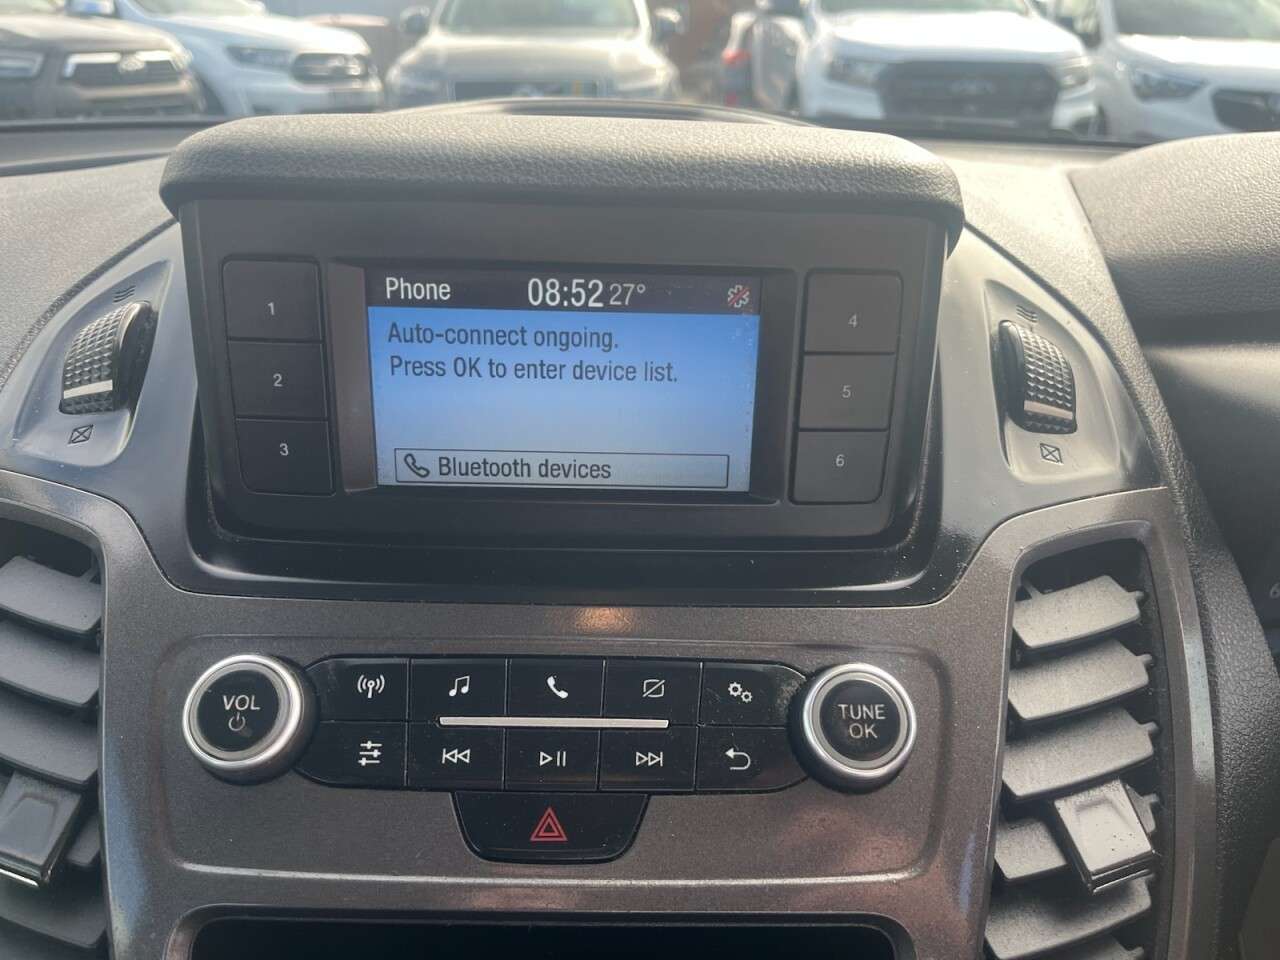 Phone 08:52 27°
Auto-connect ongoing.
Press OK to enter device list.
Bluetooth devices
1
2
3
4
5
6
VOL
TUNE
OK